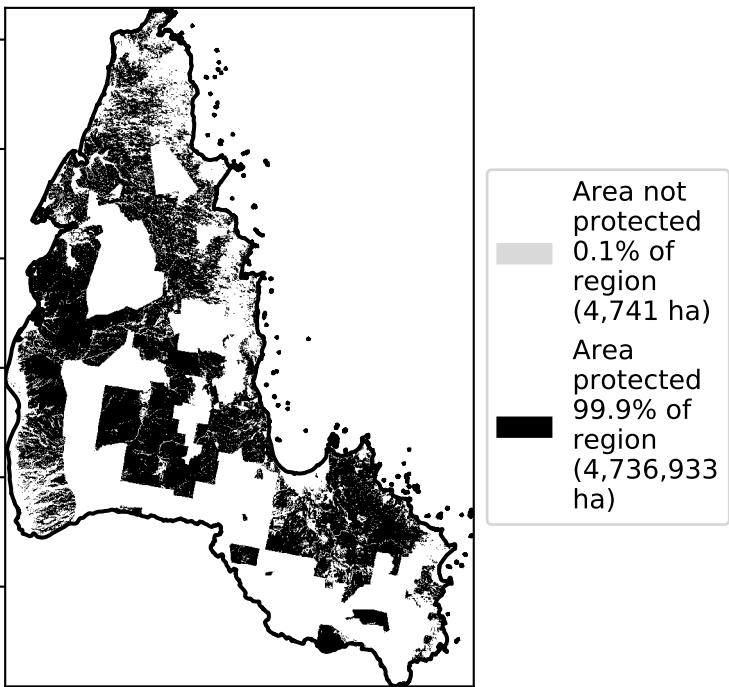 Area not
protected
0.1% of
region
(4,741 ha)
Area
protected
99.9% of
region
(4,736,933
ha)